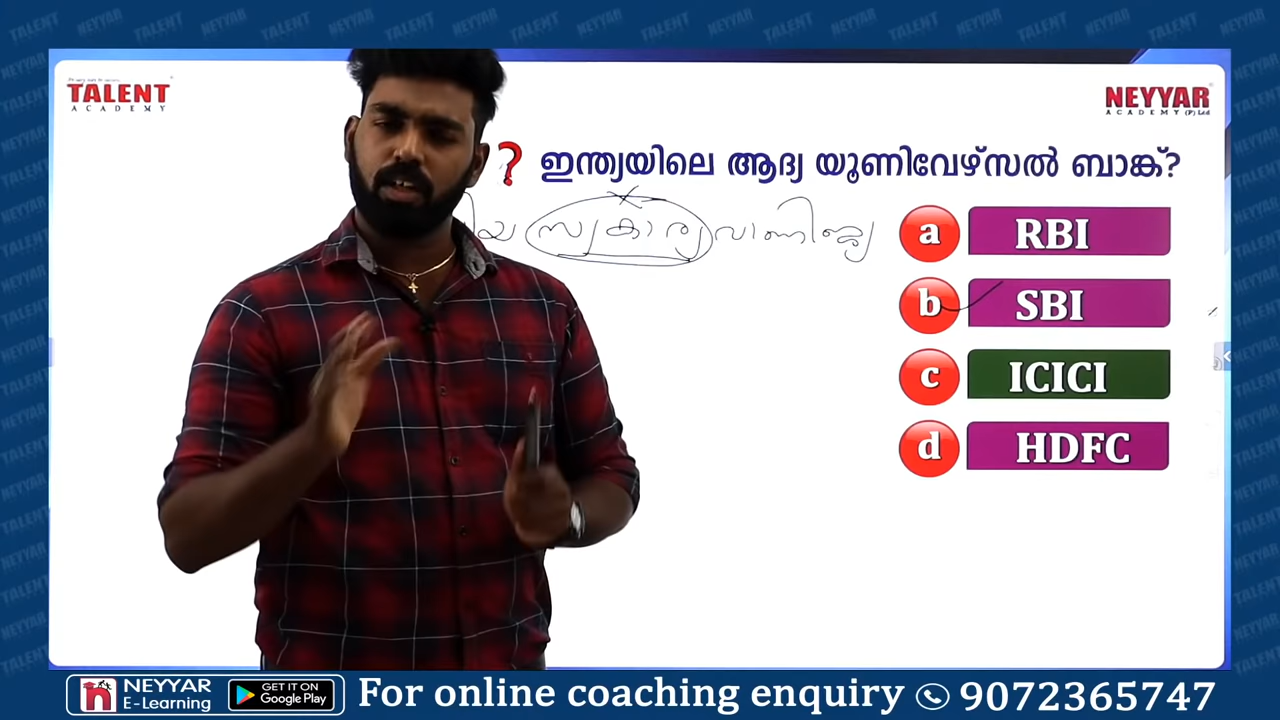 TALENT
ACADEMY
NEYYAR
ACADEMY (P) Ltd
? ഇന്ത്യയിലെ ആദ്യ യൂണിവേഴ്സൽ ബാങ്ക്?
സ്വകാര്യ വാണിജ്യ
a RBI
b SBI
c ICICI
d HDFC
NEYYAR
E-Learning
GET IT ON
Google Play
For online coaching enquiry 9072365747